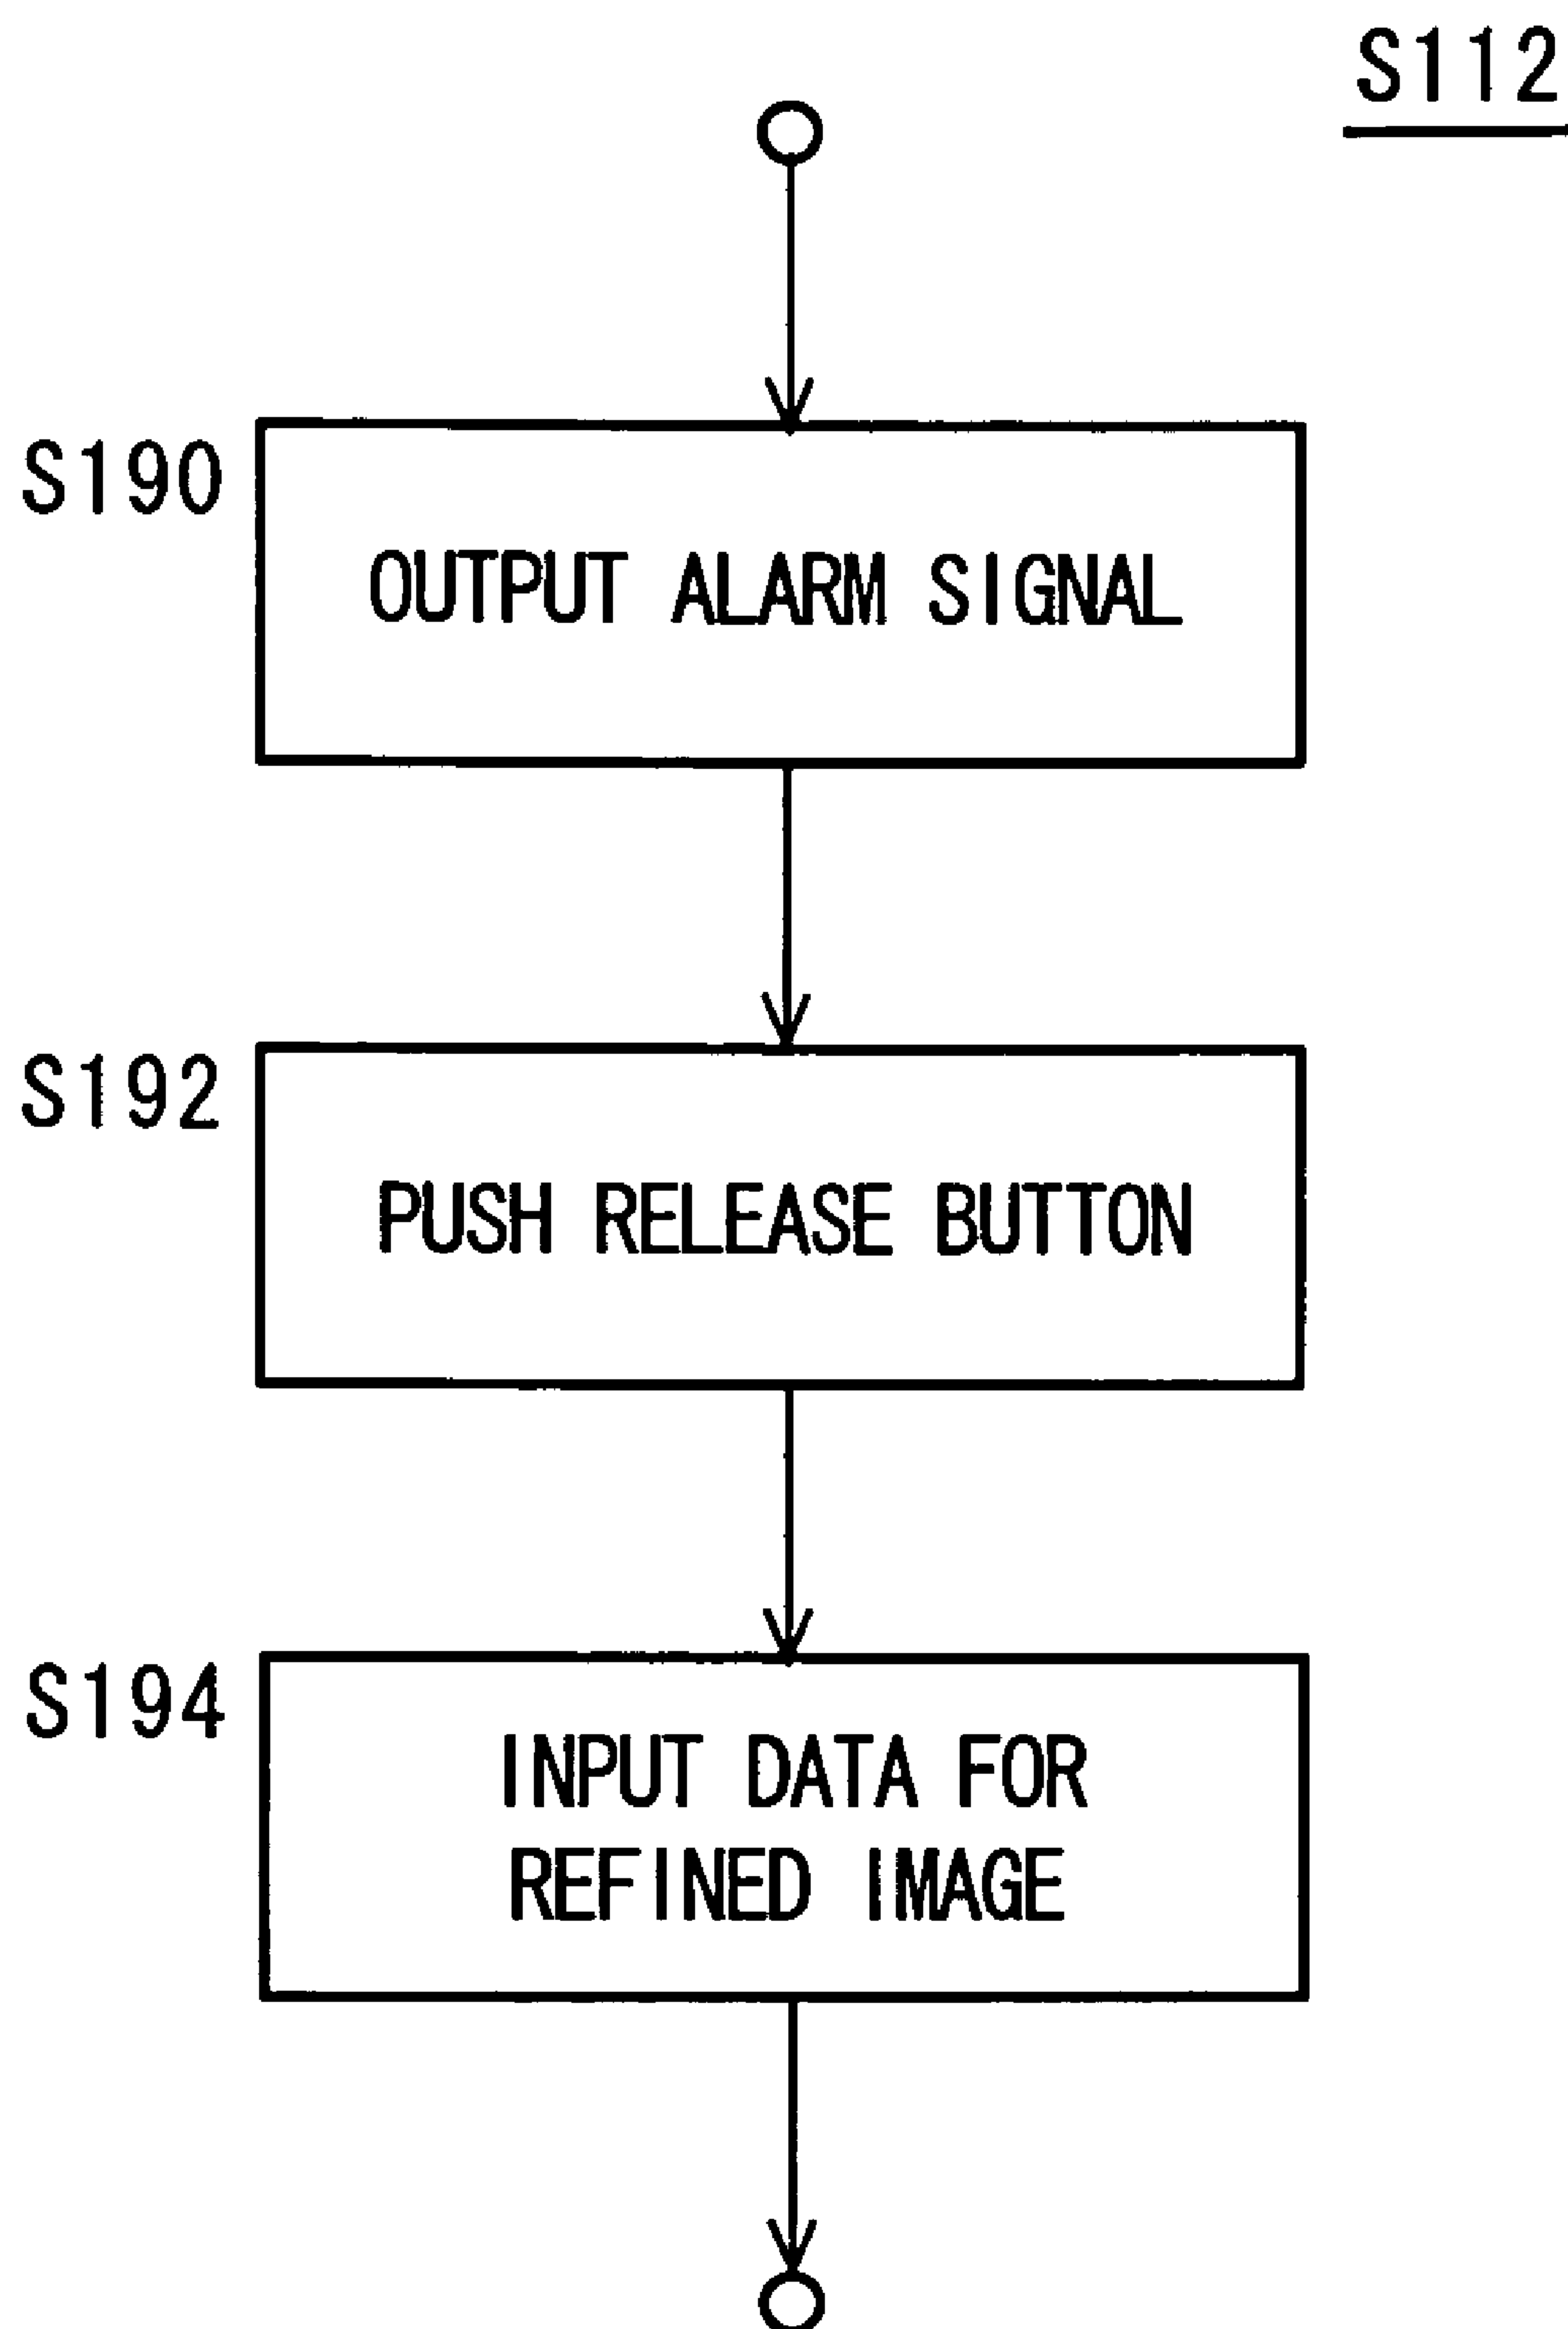 S112
S190
OUTPUT ALARM SIGNAL
S192
PUSH RELEASE BUTTON
S194
INPUT DATA FOR
REFINED IMAGE